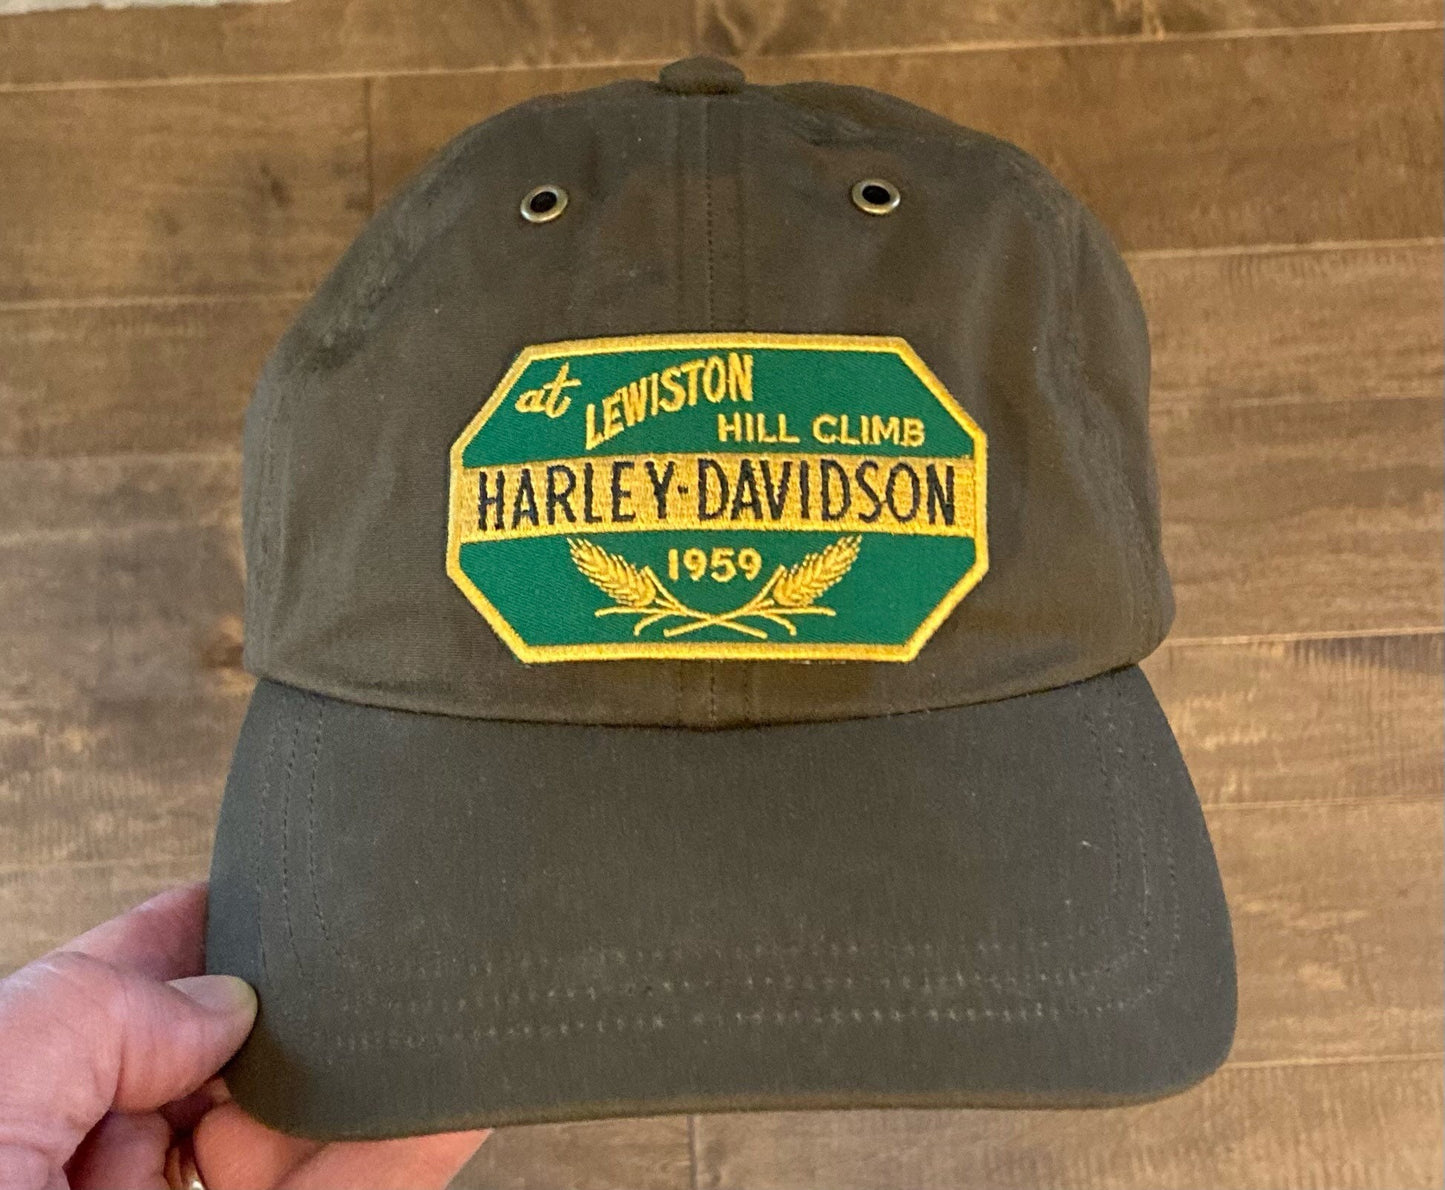 at LEWISTON
HILL CLIMB
HARLEY-DAVIDSON
1959